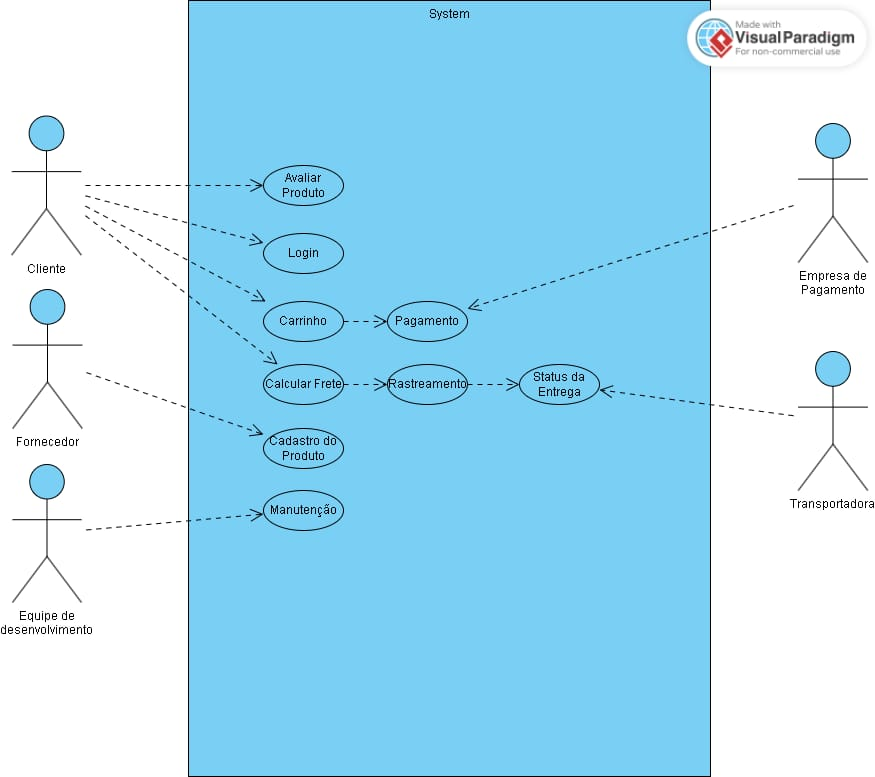 System
Made with
Visual Paradigm
For non-commercial use
Avaliar
Produto
Login
Cliente
Empresa de
Pagamento
Carrinho
Pagamento
Calcular Frete
Rastreamento
Status da
Entrega
Fornecedor
Cadastro do
Produto
Manutenção
Transportadora
Equipe de
desenvolvimento